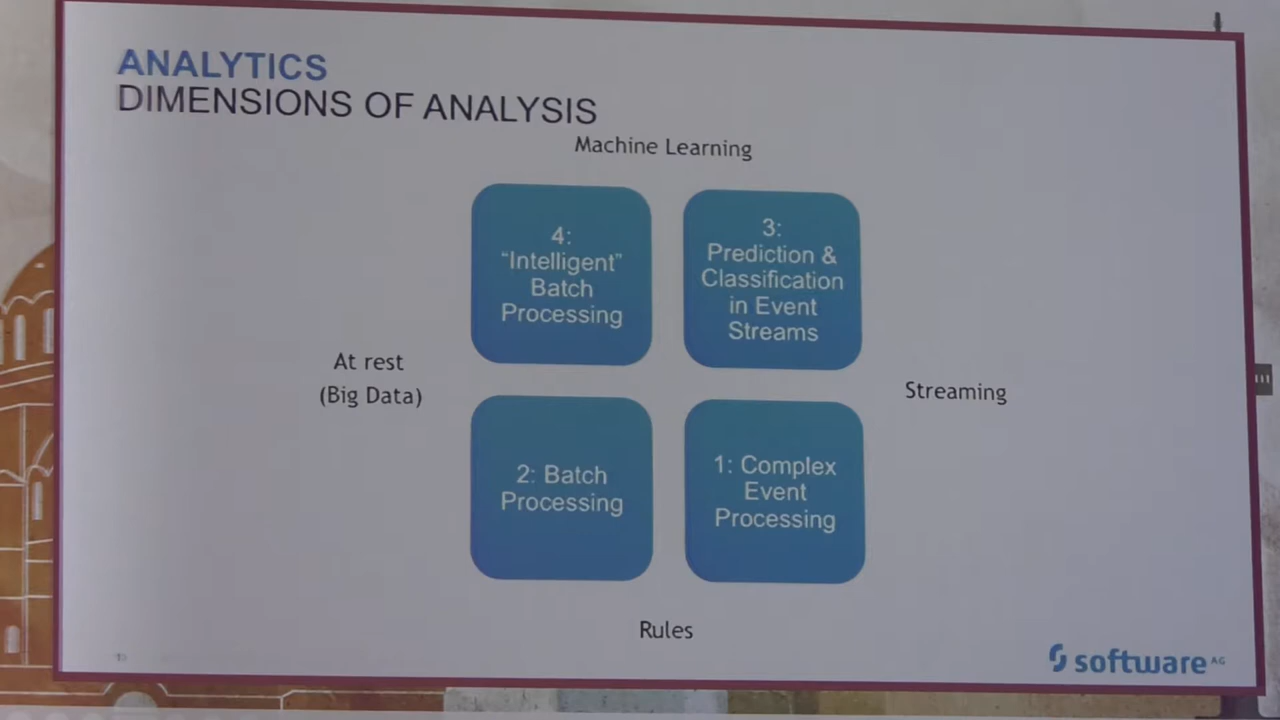 ANALYTICS
DIMENSIONS OF ANALYSIS
Machine Learning
4:
“Intelligent”
Batch
Processing
3:
Prediction &
Classification
in Event
Streams
At rest
(Big Data)
Streaming
2: Batch
Processing
1: Complex
Event
Processing
Rules
software AG